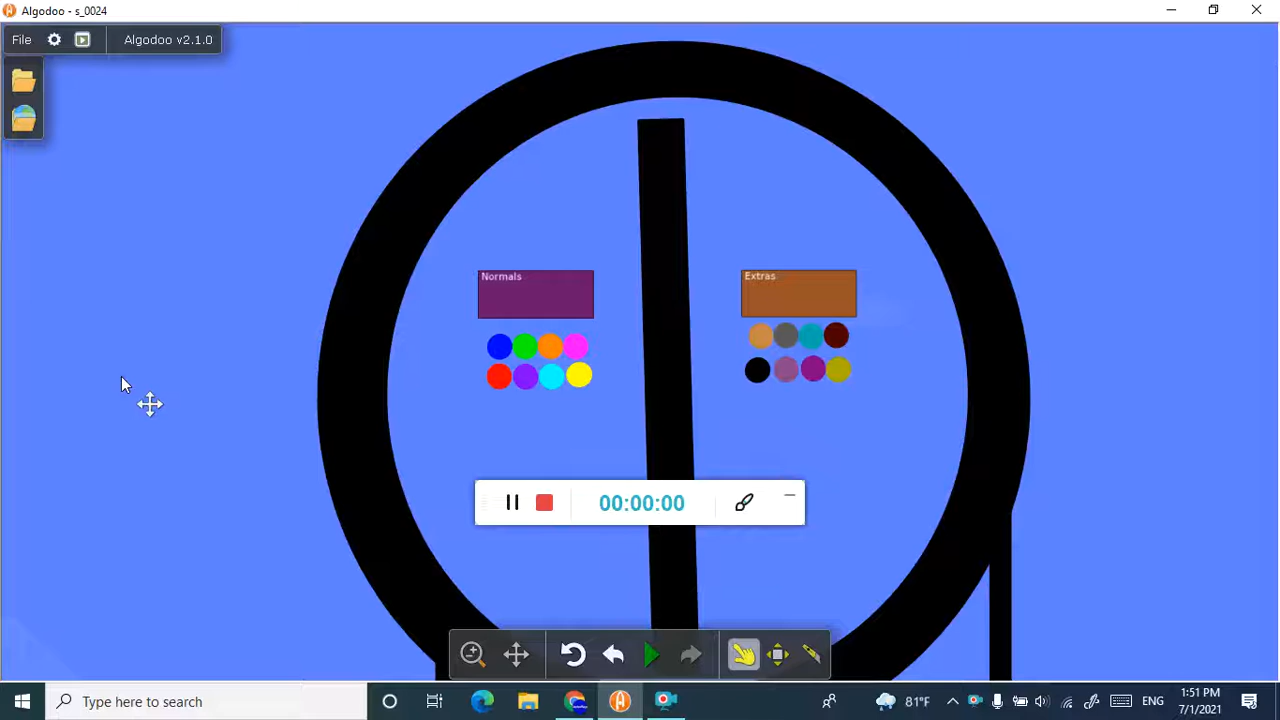 Algodoo - s_0024
File
Algodoo v2.1.0
Normals
Extras
00:00:00
Type here to search
81°F
ENG
1:51 PM
7/1/2021